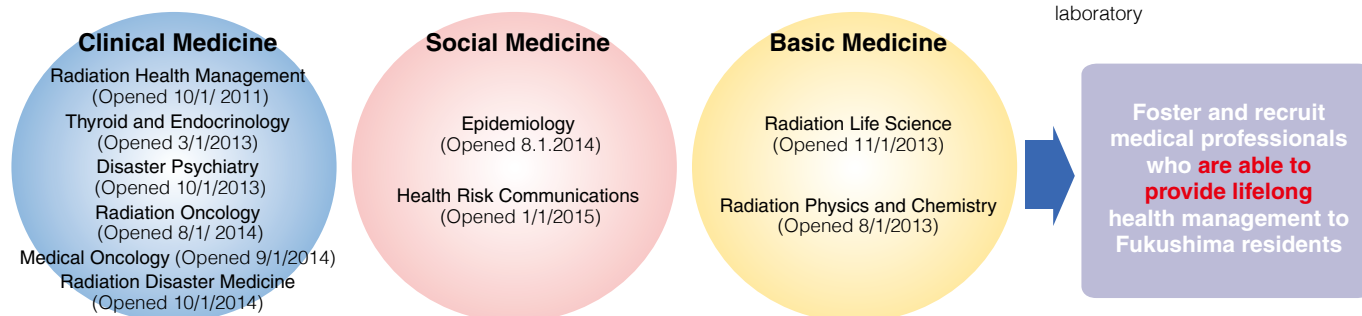 laboratory
Clinical Medicine
Radiation Health Management
(Opened 10/1/ 2011)
Thyroid and Endocrinology
(Opened 3/1/2013)
Disaster Psychiatry
(Opened 10/1/2013)
Radiation Oncology
(Opened 8/1/ 2014)
Medical Oncology (Opened 9/1/2014)
Radiation Disaster Medicine
(Opened 10/1/2014)
Social Medicine
Epidemiology
(Opened 8.1.2014)
Health Risk Communications
(Opened 1/1/2015)
Basic Medicine
Radiation Life Science
(Opened 11/1/2013)
Radiation Physics and Chemistry
(Opened 8/1/2013)
Foster and recruit
medical professionals
who are able to
provide lifelong
health management to
Fukushima residents